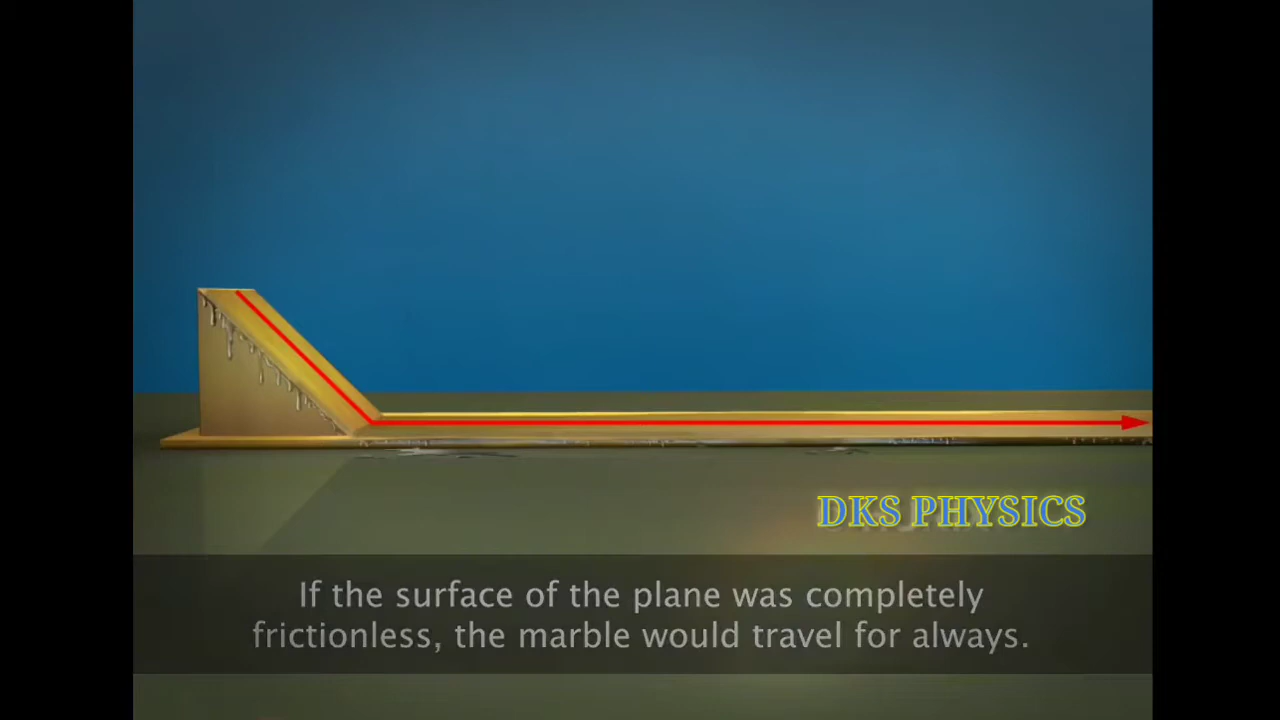 DKS PHYSICS
If the surface of the plane was completely
frictionless, the marble would travel for always.